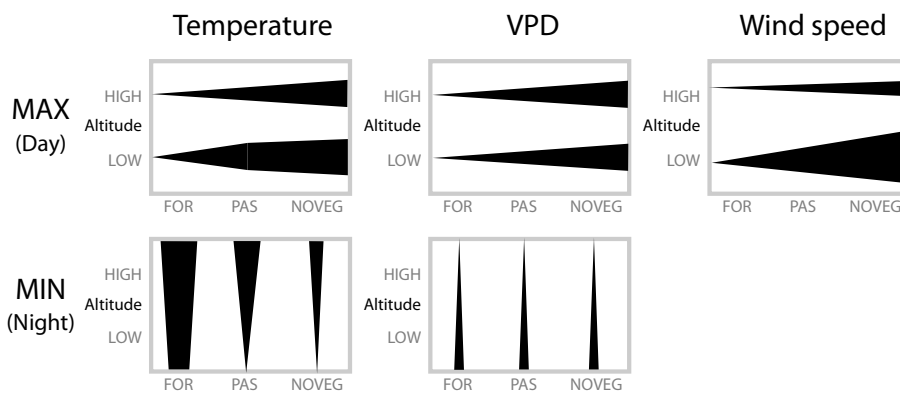 Temperature VPD Wind speed
MAX
(Day)
HIGH
Altitude
LOW
FOR PAS NOVEG
HIGH
Altitude
LOW
FOR PAS NOVEG
HIGH
Altitude
LOW
FOR PAS NOVEG
MIN
(Night)
HIGH
Altitude
LOW
FOR PAS NOVEG
HIGH
Altitude
LOW
FOR PAS NOVEG